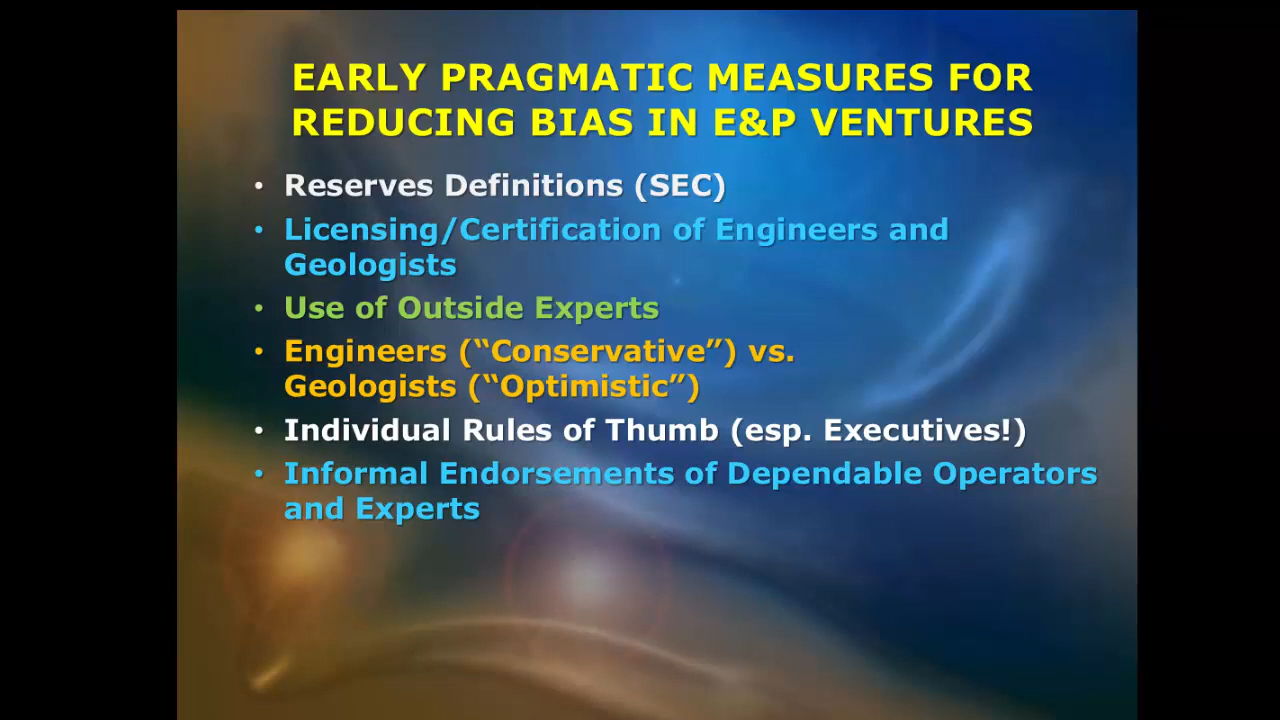 EARLY PRAGMATIC MEASURES FOR
REDUCING BIAS IN E&P VENTURES
• Reserves Definitions (SEC)
• Licensing/Certification of Engineers and
Geologists
• Use of Outside Experts
• Engineers (“Conservative”) vs.
Geologists (“Optimistic”)
• Individual Rules of Thumb (esp. Executives!)
• Informal Endorsements of Dependable Operators
and Experts